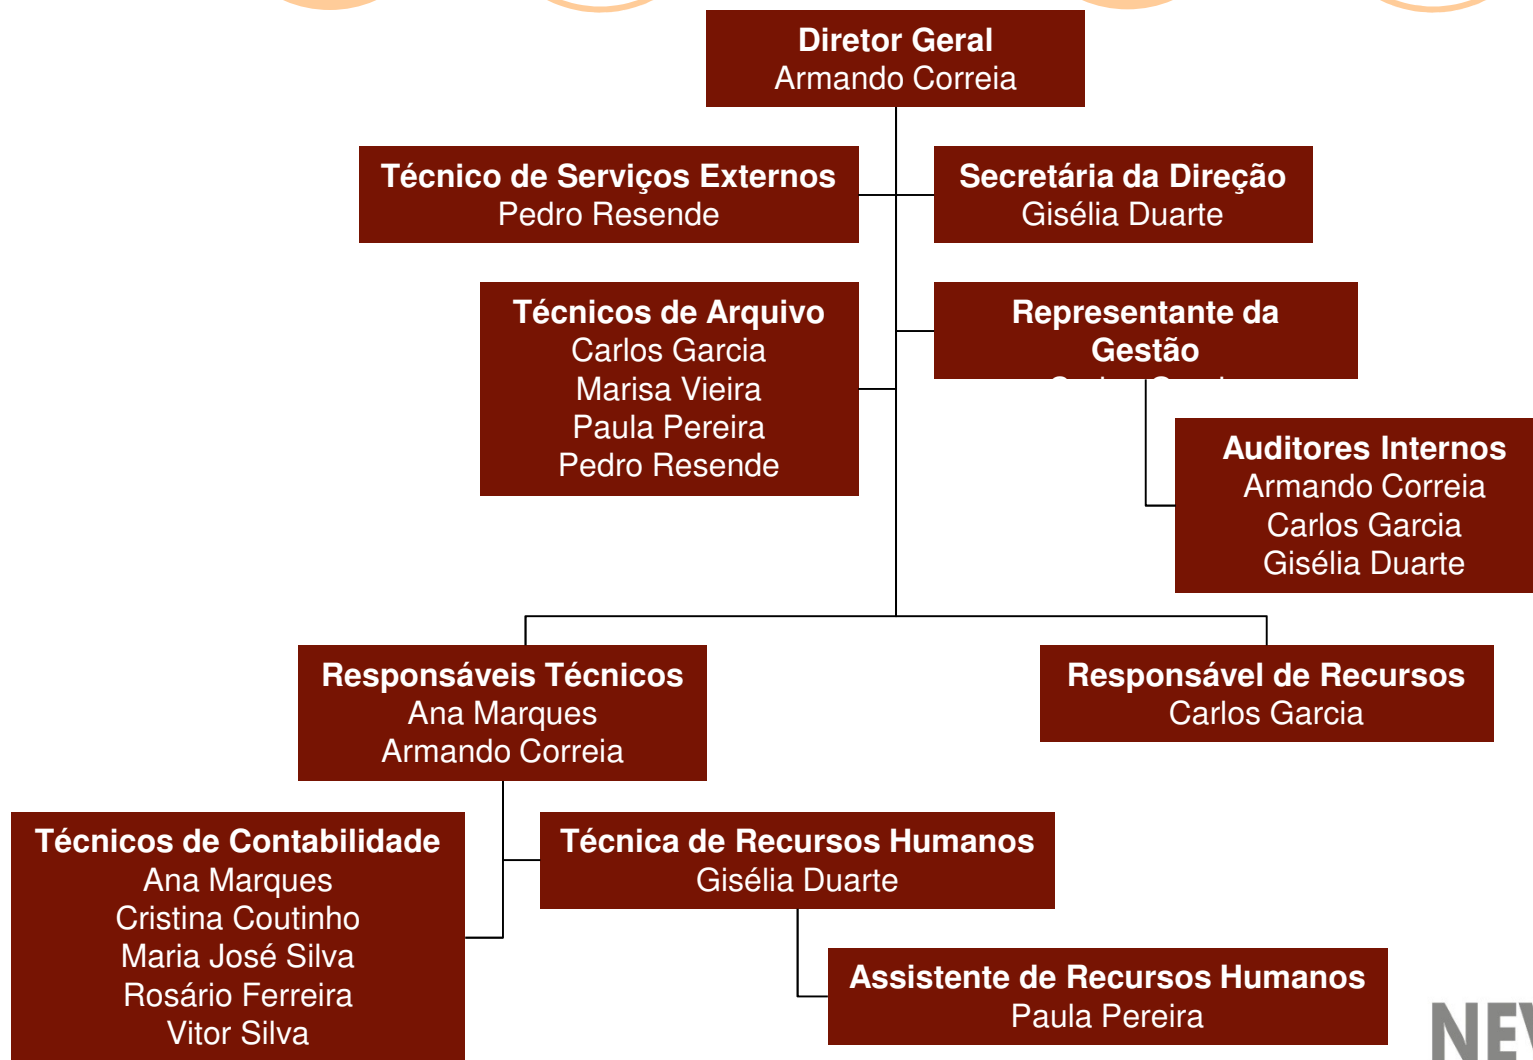 Diretor Geral
Armando Correia
Técnico de Serviços Externos
Pedro Resende
Secretária da Direção
Gisélia Duarte
Técnicos de Arquivo
Carlos Garcia
Marisa Vieira
Paula Pereira
Pedro Resende
Representante da
Gestão
Auditores Internos
Armando Correia
Carlos Garcia
Gisélia Duarte
Responsáveis Técnicos
Ana Marques
Armando Correia
Responsável de Recursos
Carlos Garcia
Técnicos de Contabilidade
Ana Marques
Cristina Coutinho
Maria José Silva
Rosário Ferreira
Vitor Silva
Técnica de Recursos Humanos
Gisélia Duarte
Assistente de Recursos Humanos
Paula Pereira